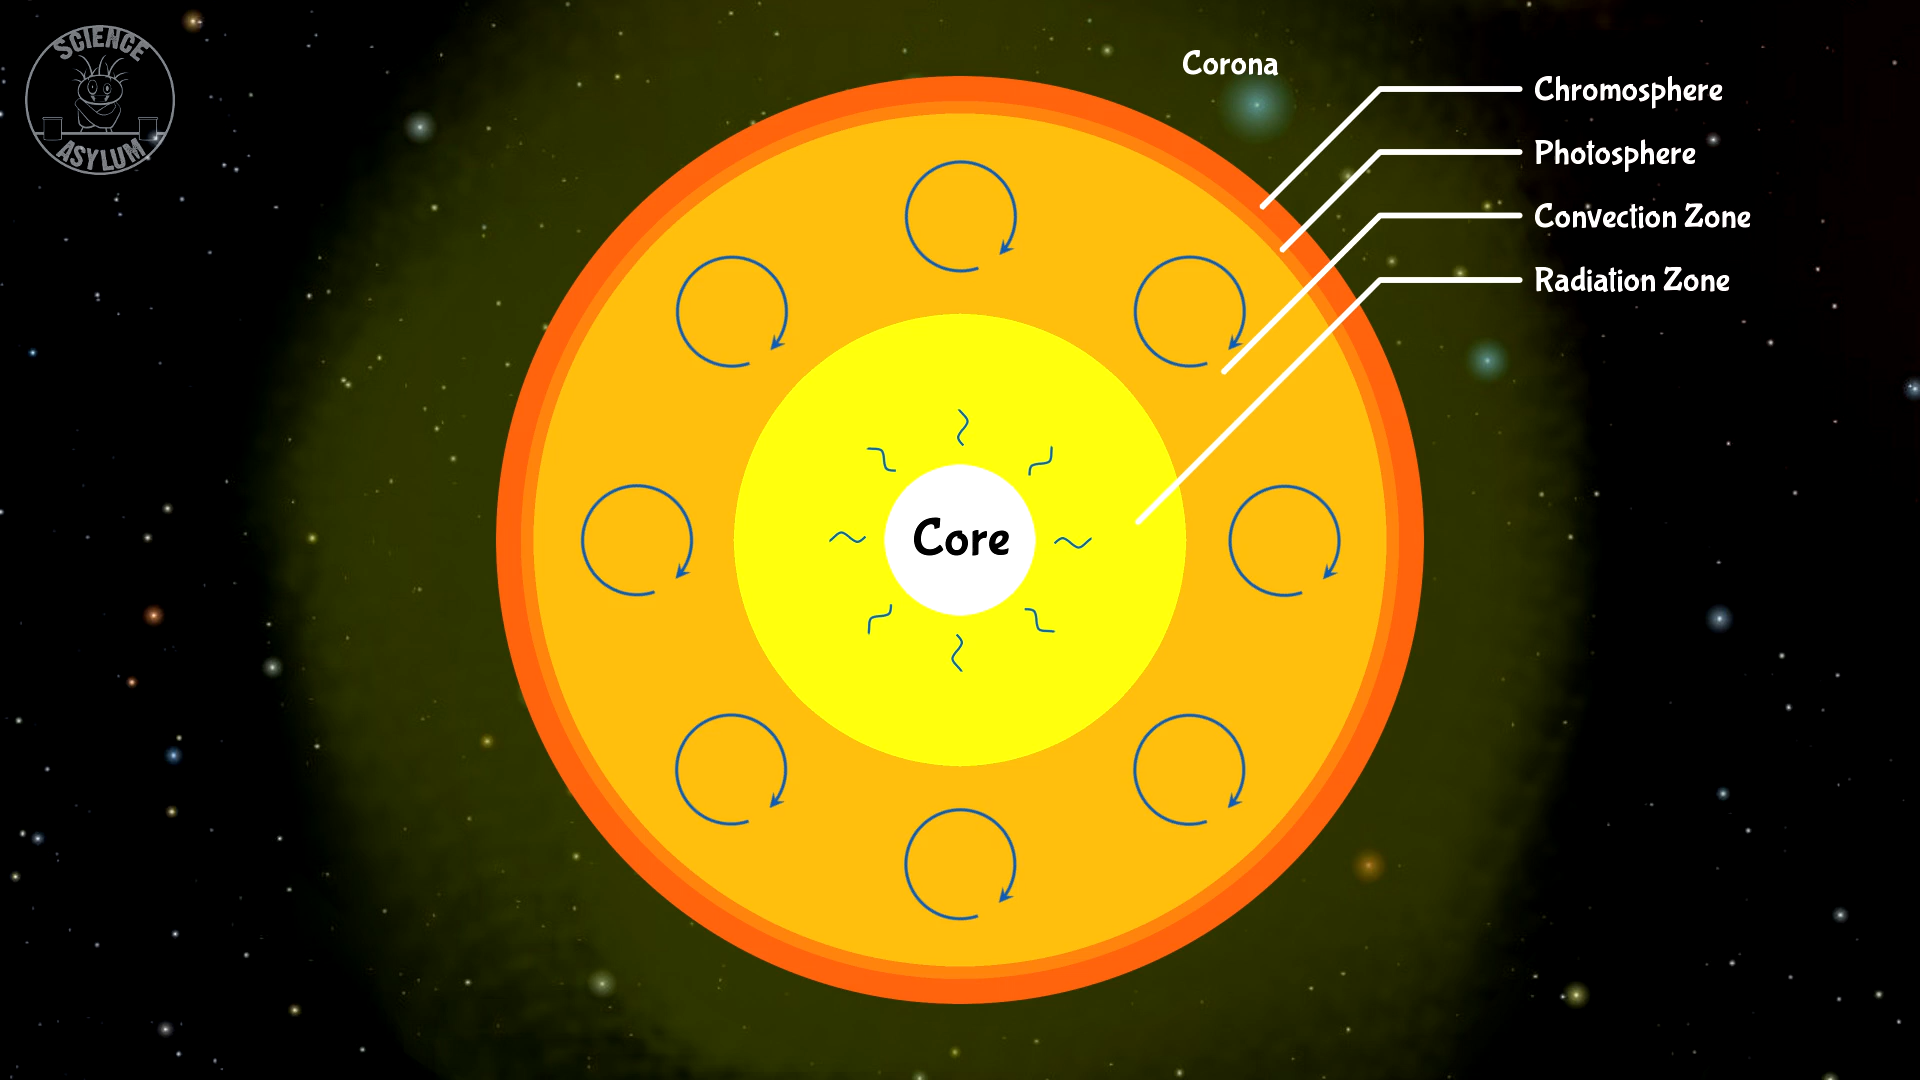 SCIENCE
ASYLUM
Corona
Chromosphere
Photosphere
Convection Zone
Radiation Zone
Core